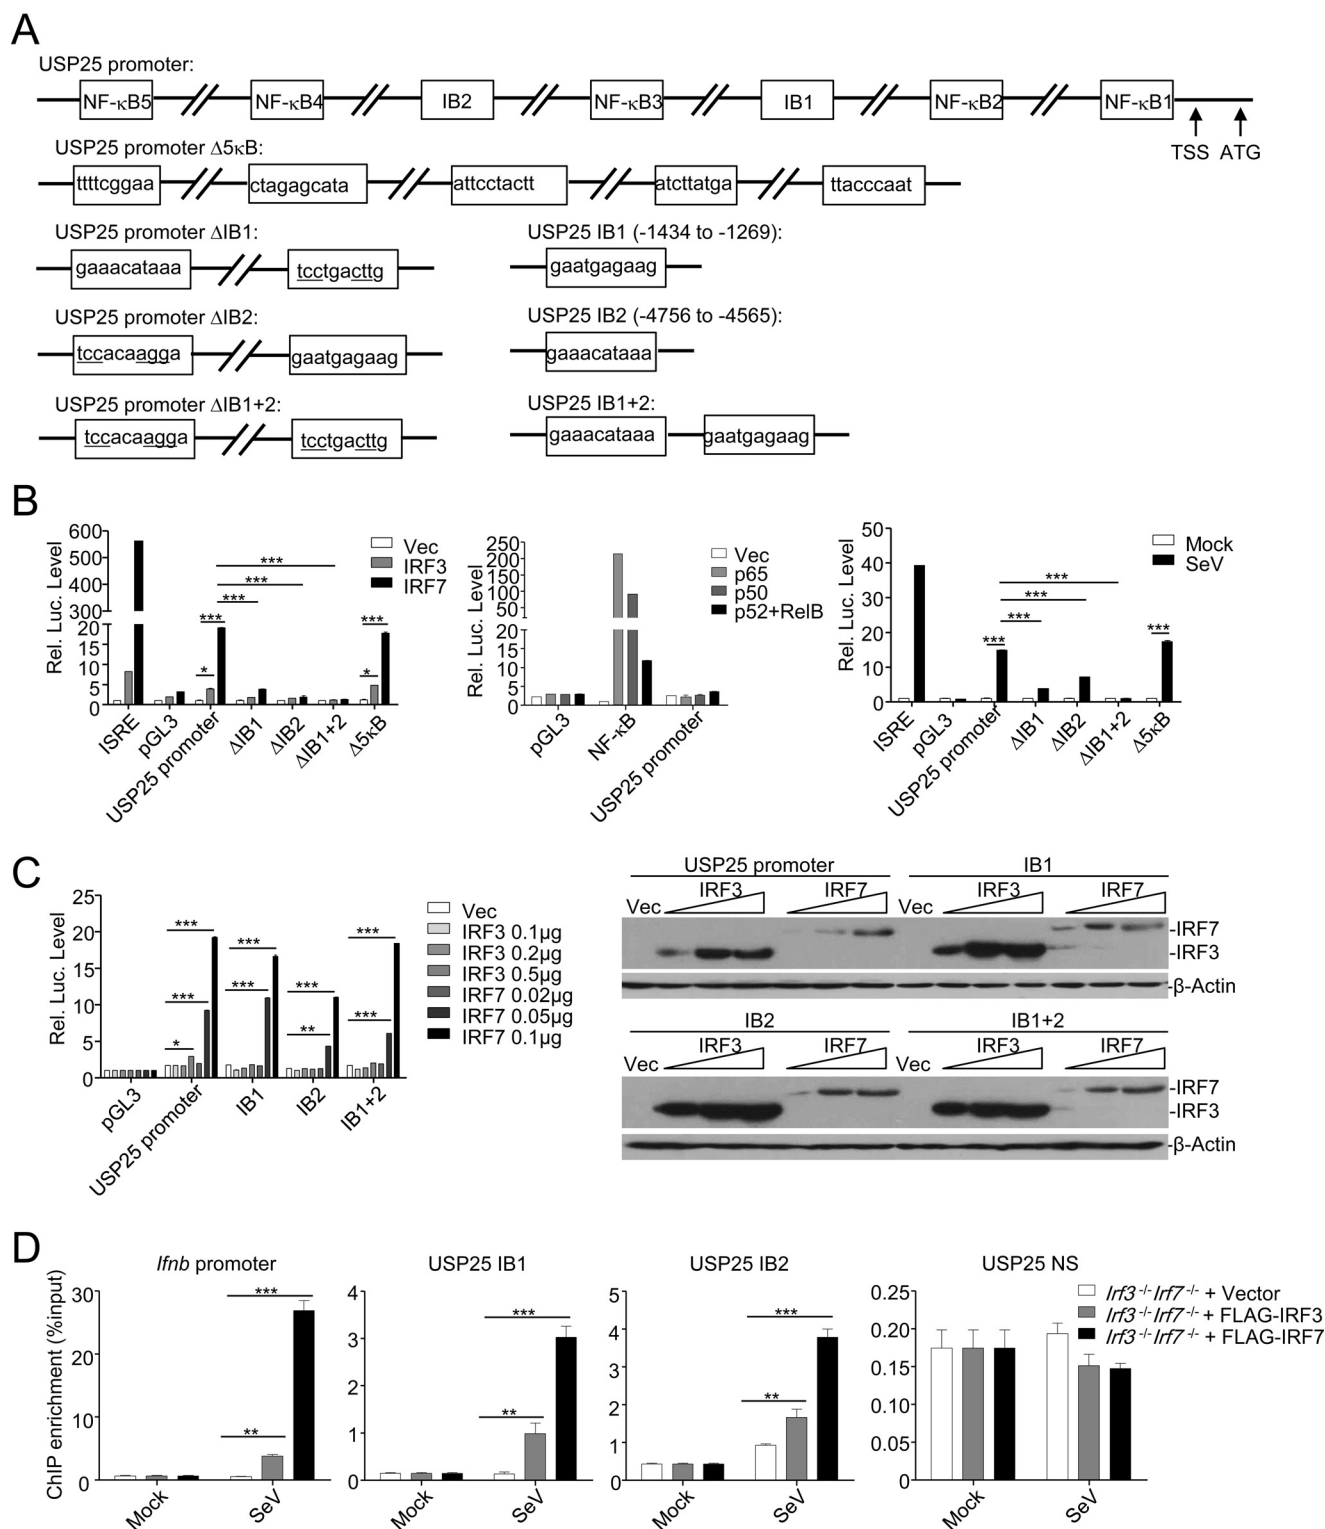 A
USP25 promoter:
NF-κB5 NF-κB4 IB2 NF-κB3 IB1 NF-κB2 NF-κB1
TSS ATG
USP25 promoter Δ5κB:
ttttcggaa ctagagcata attcctactt atcttatga ttacccaat
USP25 promoter ΔIB1:
gaaacataaa tcctgacttg
USP25 IB1 (-1434 to -1269):
gaatgagaag
USP25 promoter ΔIB2:
tccacaagga gaatgagaag
USP25 IB2 (-4756 to -4565):
gaaacataaa
USP25 promoter ΔIB1+2:
tccacaagga tcctgacttg
USP25 IB1+2:
gaaacataaa gaatgagaag
B
Rel. Luc. Level
600
500
400
300
20
15
10
5
0
Vec
IRF3
IRF7
***
***
***
***
*
***
*
ISRE pGL3 USP25 promoter ΔIB1 ΔIB2 ΔIB1+2 Δ5κB
Rel. Luc. Level
250
200
150
100
50
20
15
10
5
0
Vec
p65
p50
p52+RelB
pGL3 NF-κB USP25 promoter
Rel. Luc. Level
50
40
30
20
10
0
Mock
SeV
***
***
***
***
***
ISRE pGL3 USP25 promoter ΔIB1 ΔIB2 ΔIB1+2 Δ5κB
C
Rel. Luc. Level
25
20
15
10
5
0
***
***
*
***
***
***
**
***
***
Vec
IRF3 0.1µg
IRF3 0.2µg
IRF3 0.5µg
IRF7 0.02µg
IRF7 0.05µg
IRF7 0.1µg
pGL3 USP25 promoter IB1 IB2 IB1+2
USP25 promoter IB1
Vec IRF3 IRF7 Vec IRF3 IRF7
-IRF7
-IRF3
-β-Actin
IB2 IB1+2
Vec IRF3 IRF7 Vec IRF3 IRF7
-IRF7
-IRF3
-β-Actin
D
ChIP enrichment (%input)
Ifnb promoter
30
20
10
0
***
**
Mock SeV
USP25 IB1
4
3
2
1
0
***
**
Mock SeV
USP25 IB2
5
4
3
2
1
0
***
**
Mock SeV
USP25 NS
0.25
0.20
0.15
0.10
0.05
0
Irf3 -/- Irf7 -/- + Vector
Irf3 -/- Irf7 -/- + FLAG-IRF3
Irf3 -/- Irf7 -/- + FLAG-IRF7
Mock SeV